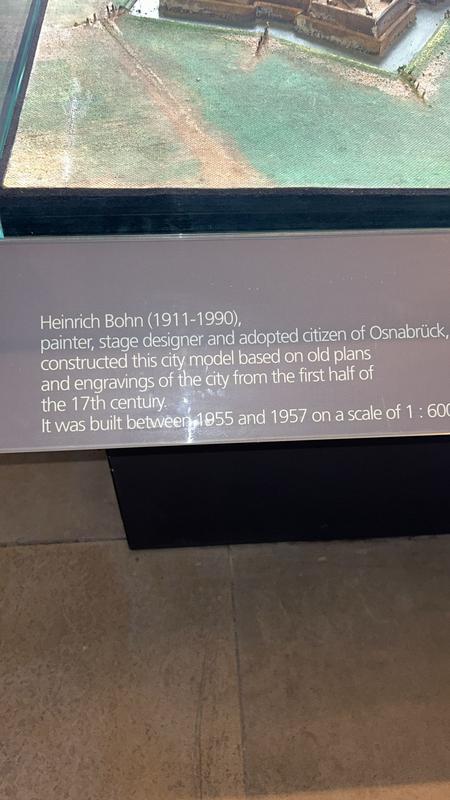 Heinrich Bohn (1911-1990),
painter, stage designer and adopted citizen of Osnabrück,
constructed this city model based on old plans
and engravings of the city from the first half of
the 17th century.
It was built between 1955 and 1957 on a scale of 1 : 600